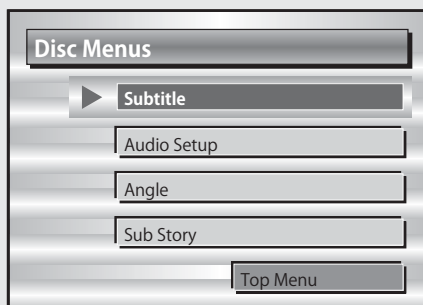 Disc Menus
Subtitle
Audio Setup
Angle
Sub Story
Top Menu